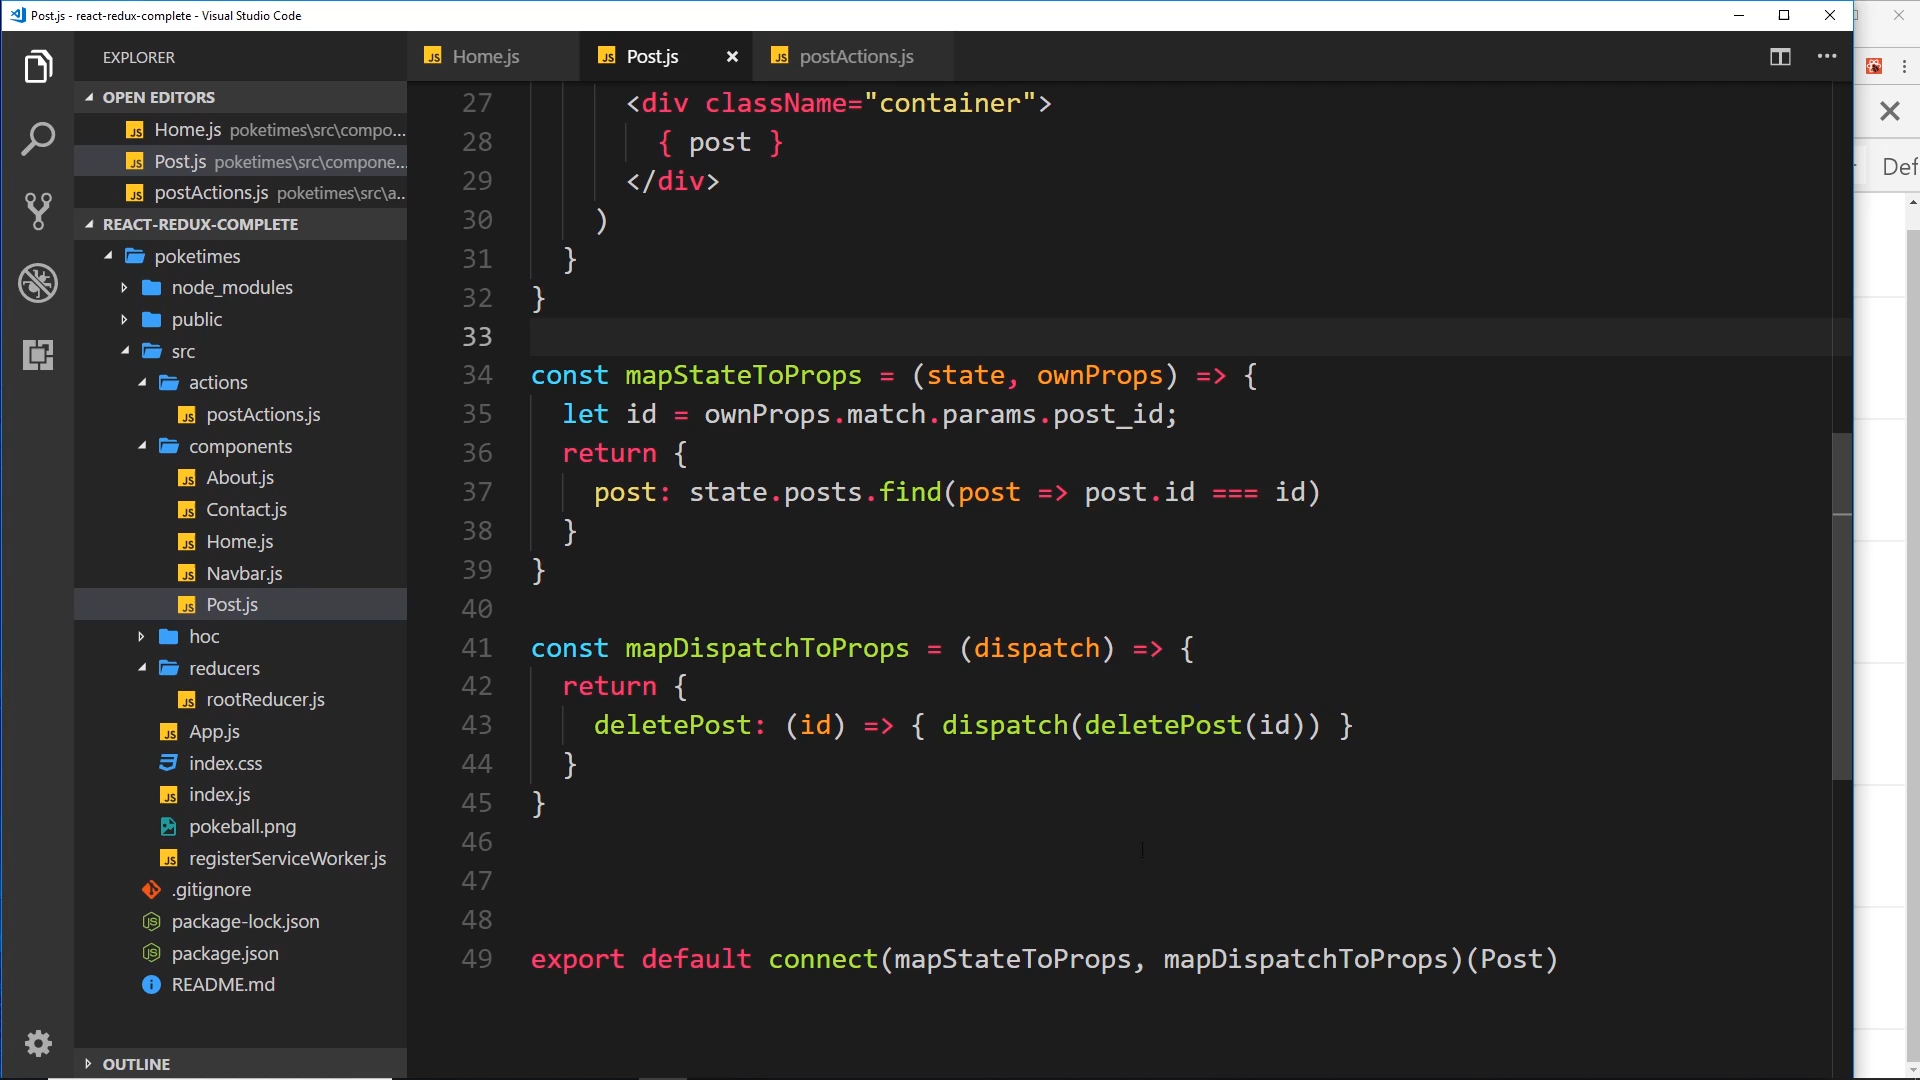 Post.js - react-redux-complete - Visual Studio Code
EXPLORER
OPEN EDITORS
Home.js poketimes\src\compo...
Post.js poketimes\src\compone...
postActions.js poketimes\src\a...
REACT-REDUX-COMPLETE
poketimes
node_modules
public
src
actions
postActions.js
components
About.js
Contact.js
Home.js
Navbar.js
Post.js
hoc
reducers
rootReducer.js
App.js
index.css
index.js
pokeball.png
registerServiceWorker.js
.gitignore
package-lock.json
package.json
README.md
OUTLINE
Home.js
Post.js
postActions.js
27 <div className="container">
28 { post }
29 </div>
30 )
31 }
32 }
33
34 const mapStateToProps = (state, ownProps) => {
35 let id = ownProps.match.params.post_id;
36 return {
37 post: state.posts.find(post => post.id === id)
38 }
39 }
40
41 const mapDispatchToProps = (dispatch) => {
42 return {
43 deletePost: (id) => { dispatch(deletePost(id)) }
44 }
45 }
46
47
48
49 export default connect(mapStateToProps, mapDispatchToProps)(Post)
Def